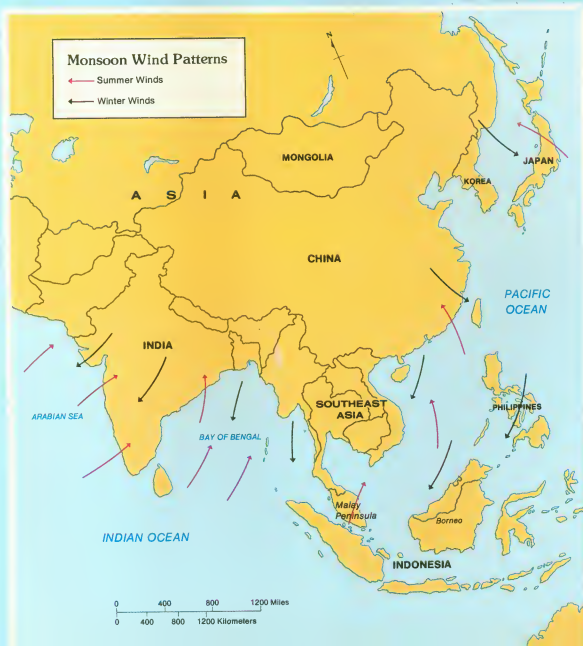 Monsoon Wind Patterns
Summer Winds
Winter Winds
N
MONGOLIA
JAPAN
KOREA
A S I A
CHINA
PACIFIC
OCEAN
INDIA
ARABIAN SEA
SOUTHEAST
ASIA
PHILIPPINES
BAY OF BENGAL
Malay
Peninsula
Borneo
INDIAN OCEAN
INDONESIA
0 400 800 1200 Miles
0 400 800 1200 Kilometers